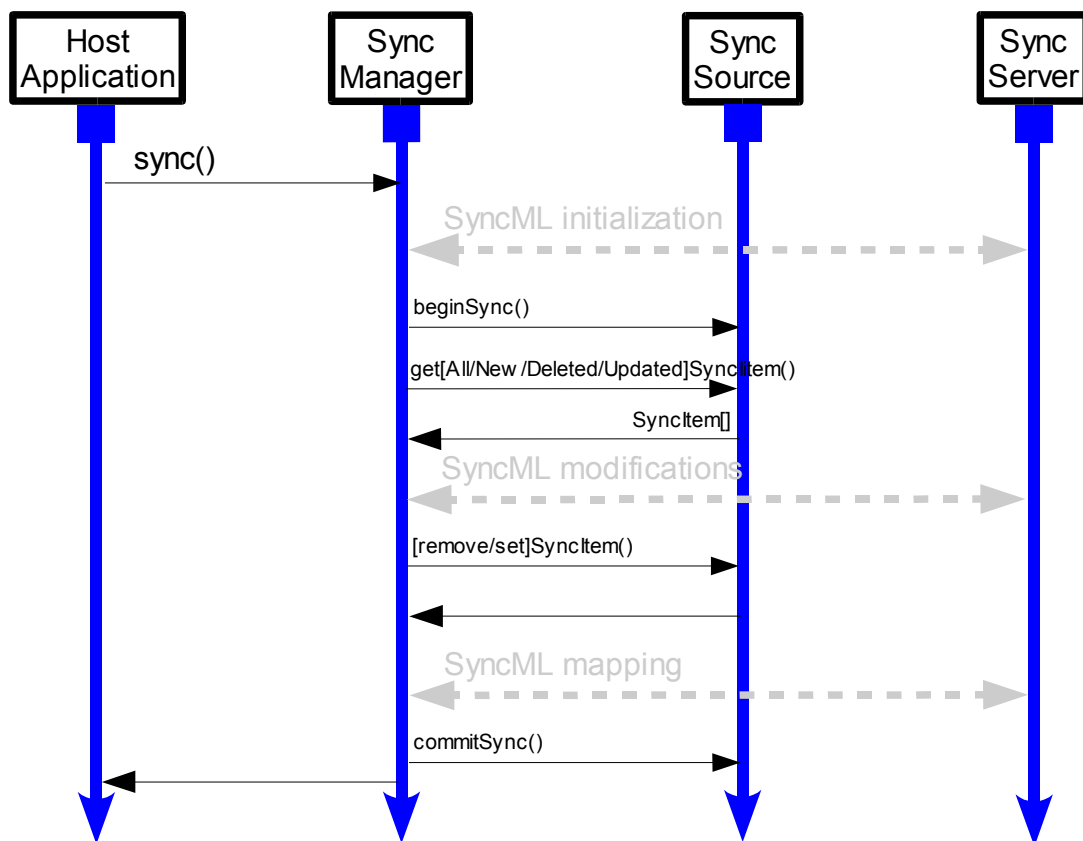 Host
Application
Sync
Manager
Sync
Source
Sync
Server
sync()
SyncML initialization
beginSync()
get[All/New/Deleted/Updated]SyncItem()
SyncItem[]
SyncML modifications
[remove/set]SyncItem()
SyncML mapping
commitSync()